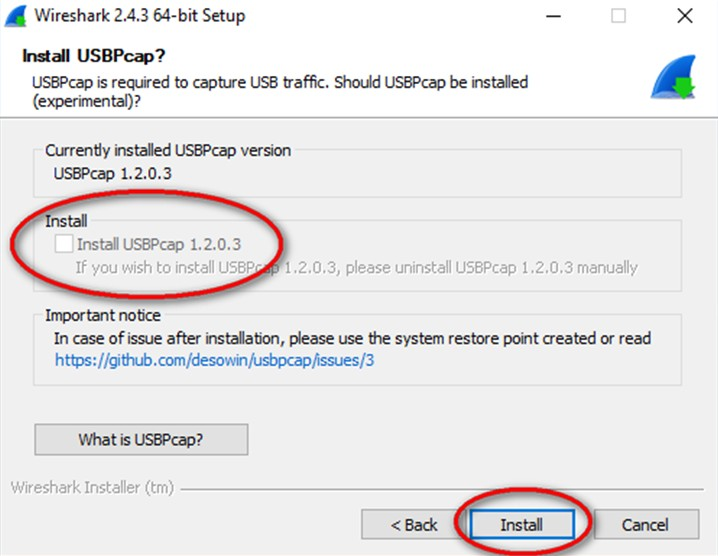 Wireshark 2.4.3 64-bit Setup
Install USBPcap?
USBPcap is required to capture USB traffic. Should USBPcap be installed
(experimental)?
Currently installed USBPcap version
USBPcap 1.2.0.3
Install
Install USBPcap 1.2.0.3
If you wish to install USBPcap 1.2.0.3, please uninstall USBPcap 1.2.0.3 manually
Important notice
In case of issue after installation, please use the system restore point created or read
https://github.com/desowin/usbpcap/issues/3
What is USBPcap?
Wireshark Installer (tm)
< Back
Install
Cancel